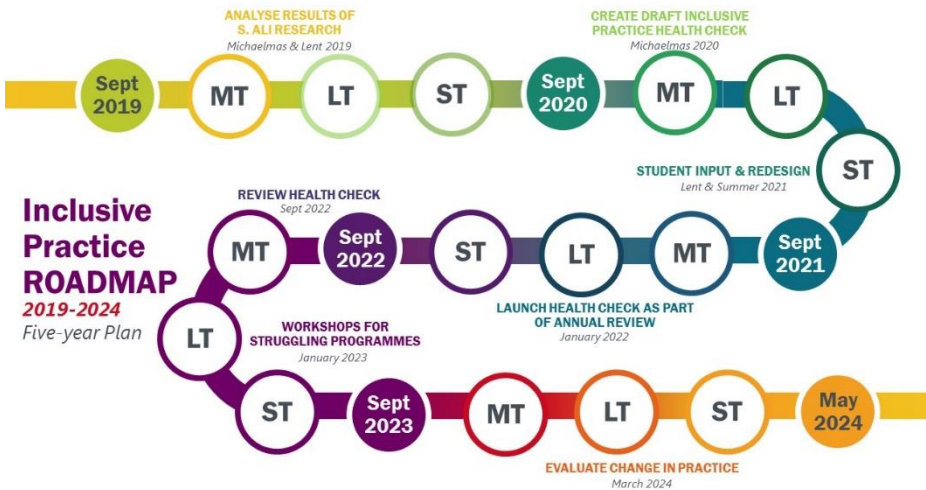 ANALYSE RESULTS OF
S. ALI RESEARCH
Michaelmas & Lent 2019
CREATE DRAFT INCLUSIVE
PRACTICE HEALTH CHECK
Michaelmas 2020
Sept
2019
MT
LT
ST
Sept
2020
MT
LT
ST
STUDENT INPUT & REDESIGN
Lent & Summer 2021
Inclusive
Practice
ROADMAP
2019-2024
Five-year Plan
REVIEW HEALTH CHECK
Sept 2022
MT
Sept
2022
ST
LT
MT
Sept
2021
LAUNCH HEALTH CHECK AS PART
OF ANNUAL REVIEW
January 2022
LT
WORKSHOPS FOR
STRUGGLING PROGRAMMES
January 2023
ST
Sept
2023
MT
LT
ST
May
2024
EVALUATE CHANGE IN PRACTICE
March 2024